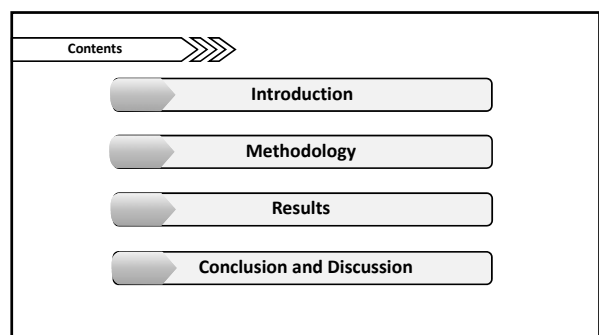 Contents
Introduction
Methodology
Results
Conclusion and Discussion